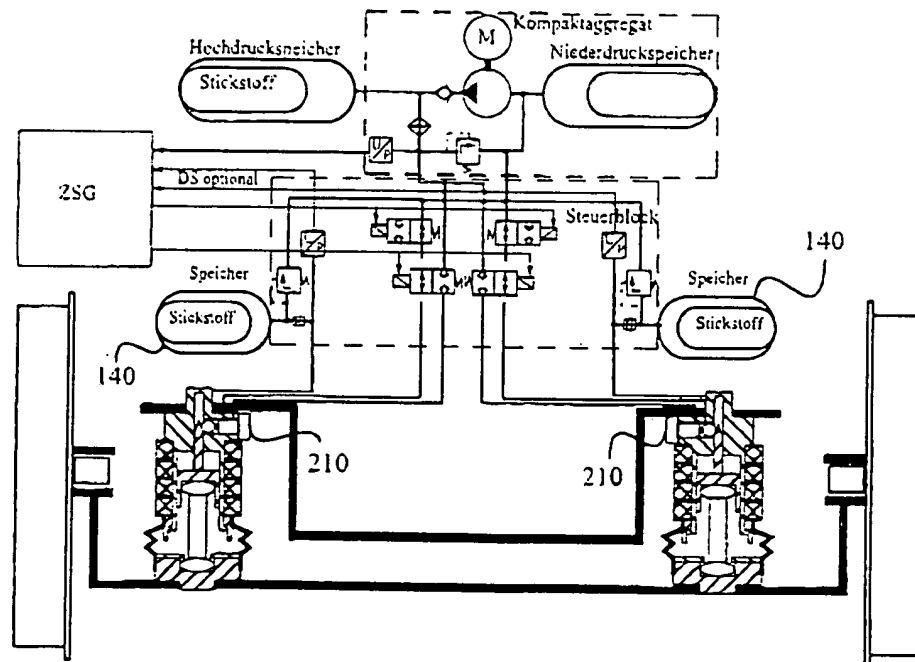 Kompaktaggregat
M
Hochdruckspeicher
Niederdruckspeicher
Stickstoff
U/p
DS optional
2SG
Steuerblock
Speicher
Speicher
140
Stickstoff
Stickstoff
140
210
210